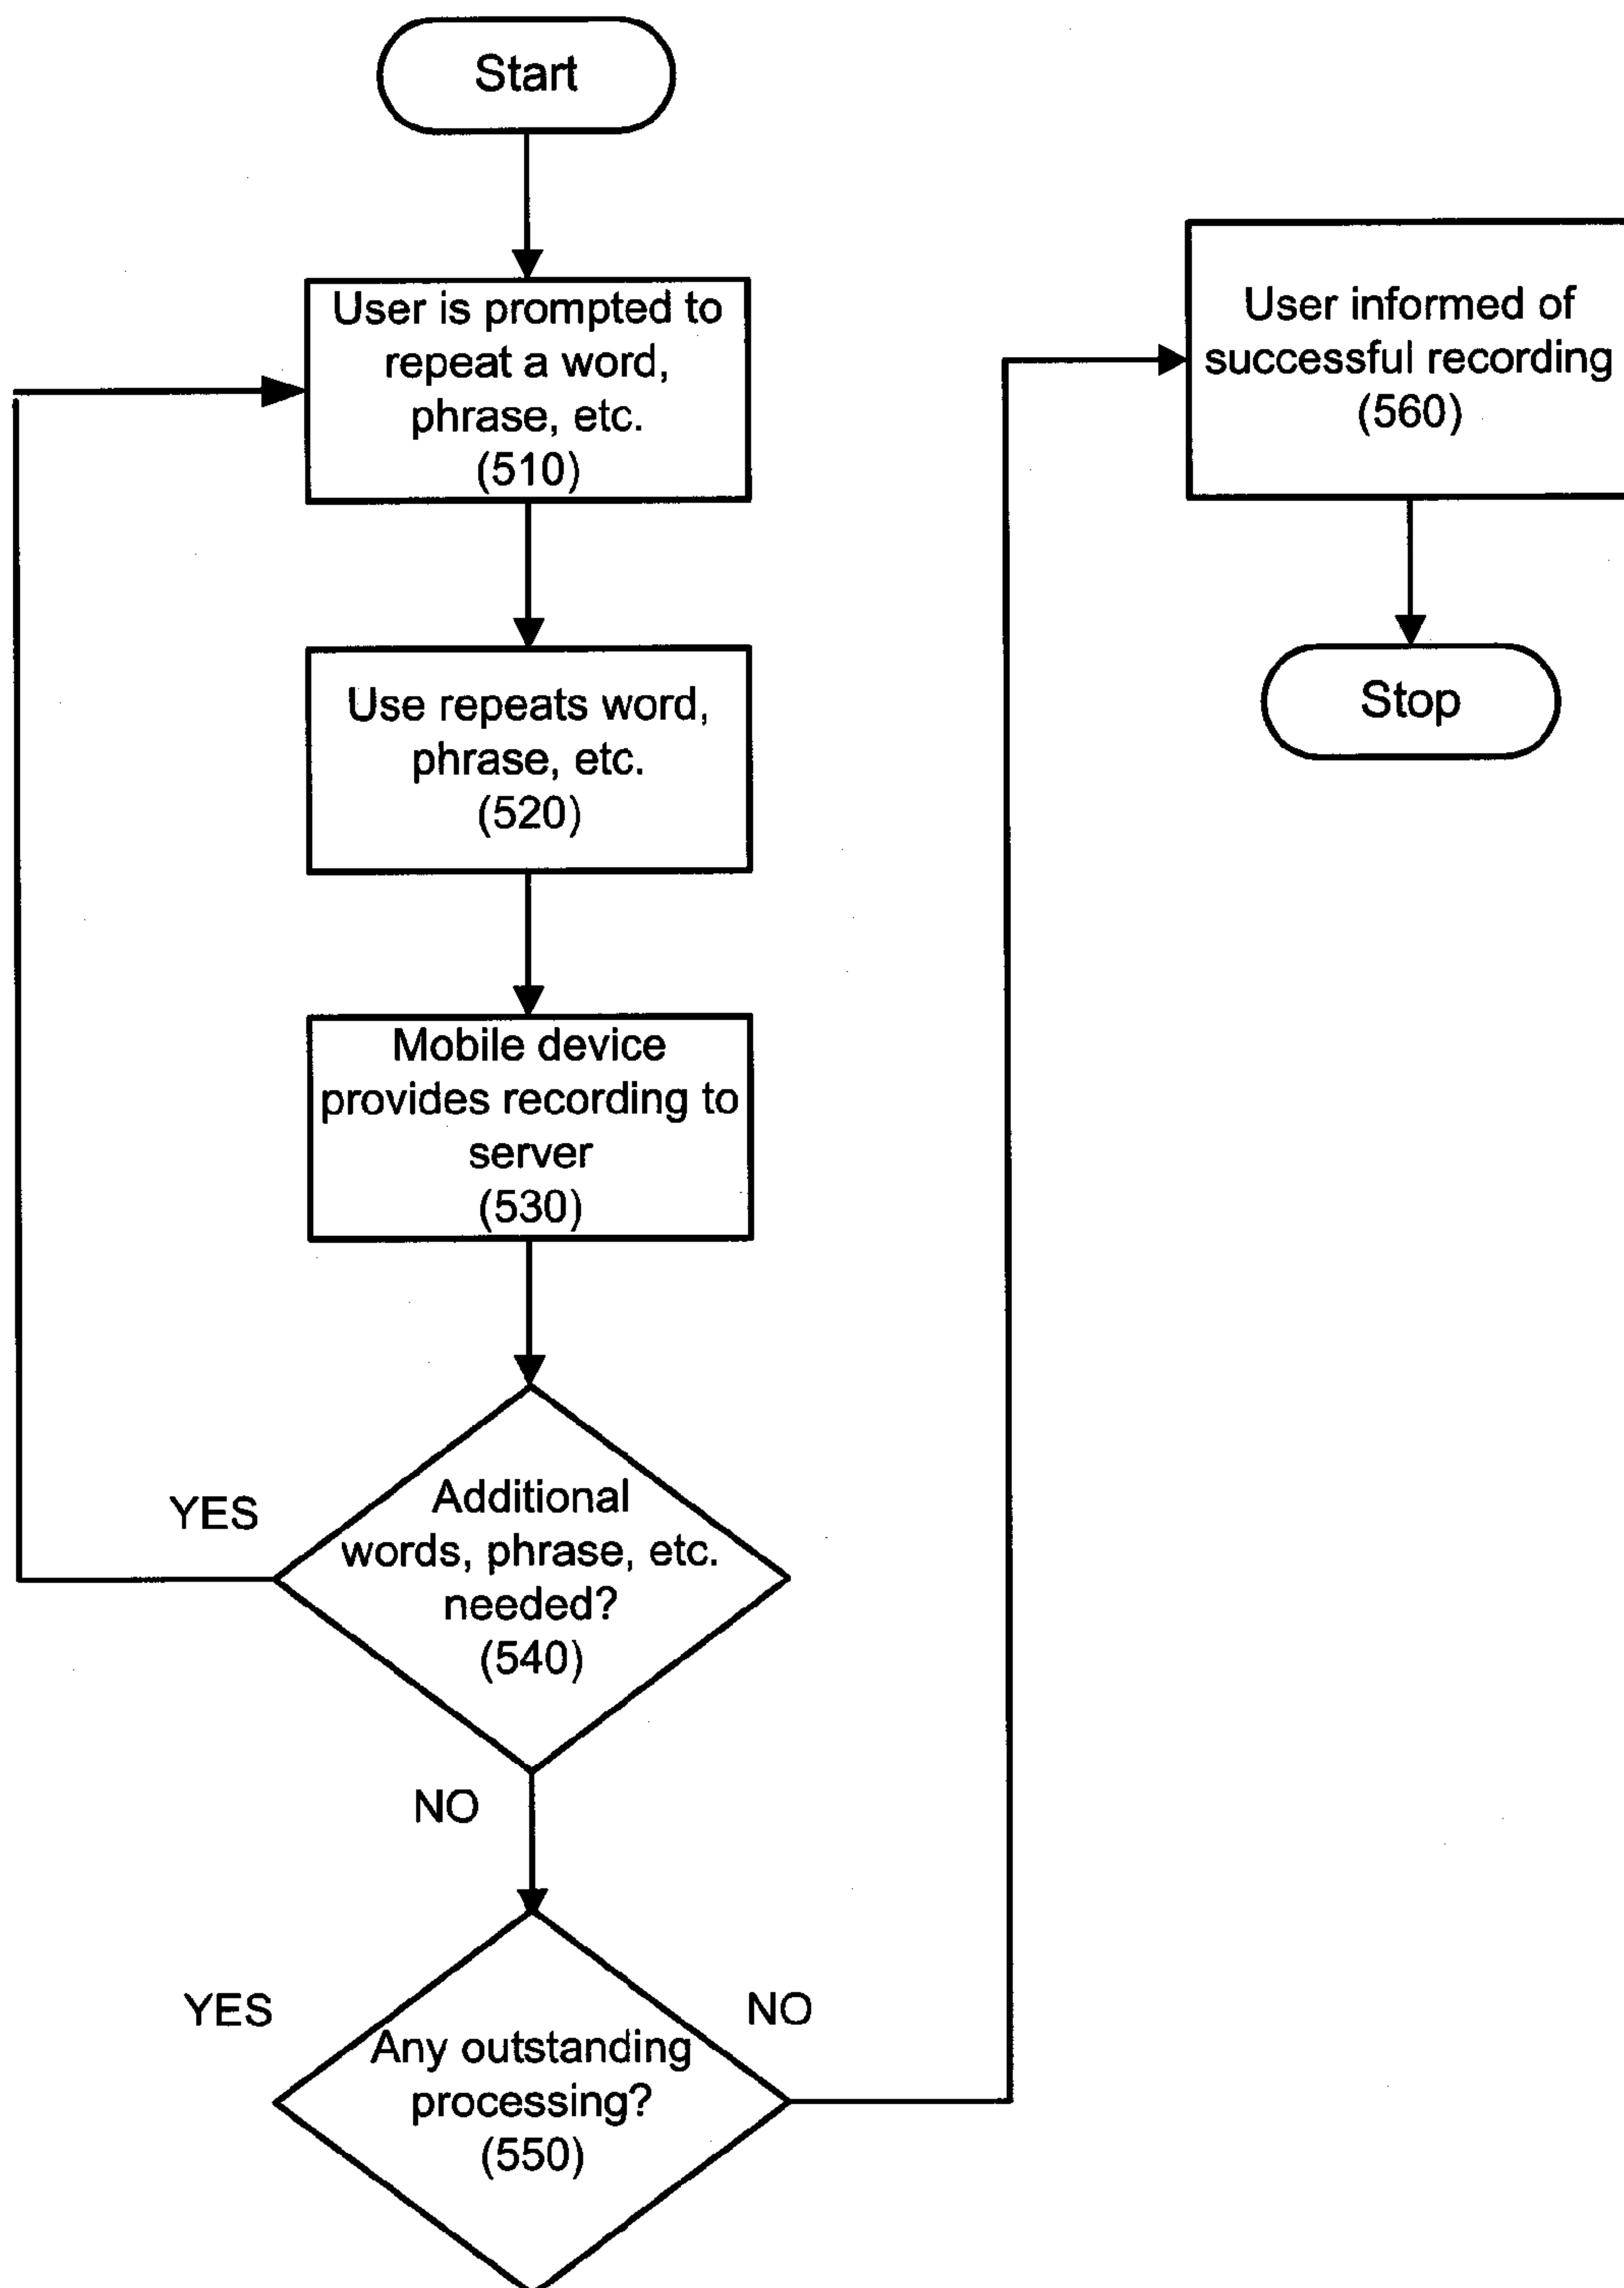 Start
User is prompted to
repeat a word,
phrase, etc.
(510)
Use repeats word,
phrase, etc.
(520)
Mobile device
provides recording to
server
(530)
YES
Additional
words, phrase, etc.
needed?
(540)
NO
YES
NO
Any outstanding
processing?
(550)
User informed of
successful recording
(560)
Stop